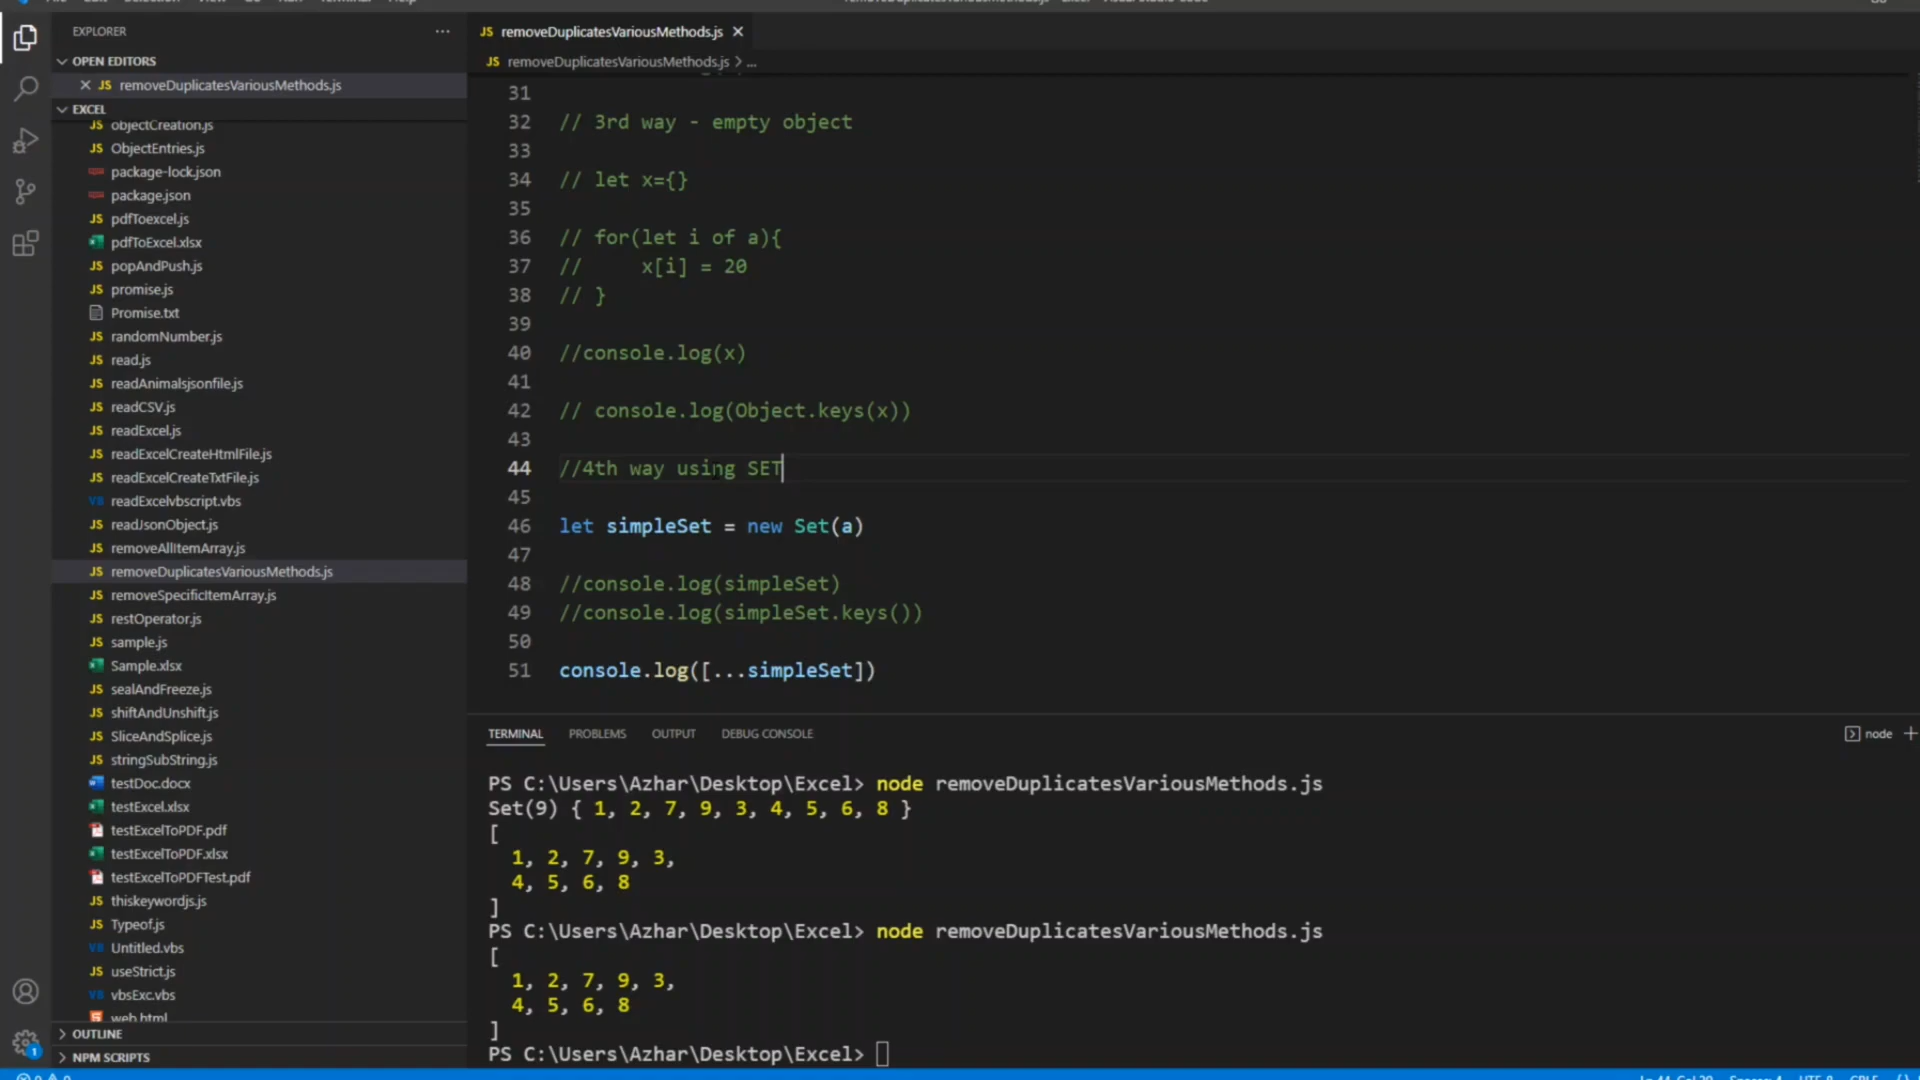 EXPLORER
OPEN EDITORS
removeDuplicatesVariousMethods.js
EXCEL
objectCreation.js
ObjectEntries.js
package-lock.json
package.json
pdfToexcel.js
pdfToExcel.xlsx
popAndPush.js
promise.js
Promise.txt
randomNumber.js
read.js
readAnimalsjsonfile.js
readCSV.js
readExcel.js
readExcelCreateHtmlFile.js
readExcelCreateTxtFile.js
readExcelvbscript.vbs
readJsonObject.js
removeAllItemArray.js
removeDuplicatesVariousMethods.js
removeSpecificItemArray.js
restOperator.js
sample.js
Sample.xlsx
sealAndFreeze.js
shiftAndUnshift.js
SliceAndSplice.js
stringSubString.js
testDoc.docx
testExcel.xlsx
testExcelToPDF.pdf
testExcelToPDF.xlsx
testExcelToPDFTest.pdf
thiskeywordjs.js
Typeof.js
Untitled.vbs
useStrict.js
vbsExc.vbs
web.html
OUTLINE
NPM SCRIPTS
1
JS removeDuplicatesVariousMethods.js
JS removeDuplicatesVariousMethods.js > ...
31
32 // 3rd way - empty object
33
34 // let x={}
35
36 // for(let i of a){
37 //     x[i] = 20
38 // }
39
40 //console.log(x)
41
42 // console.log(Object.keys(x))
43
44 //4th way using SET
45
46 let simpleSet = new Set(a)
47
48 //console.log(simpleSet)
49 //console.log(simpleSet.keys())
50
51 console.log([...simpleSet])
TERMINAL PROBLEMS OUTPUT DEBUG CONSOLE
node
PS C:\Users\Azhar\Desktop\Excel> node removeDuplicatesVariousMethods.js
Set(9) { 1, 2, 7, 9, 3, 4, 5, 6, 8 }
[
1, 2, 7, 9, 3,
4, 5, 6, 8
]
PS C:\Users\Azhar\Desktop\Excel> node removeDuplicatesVariousMethods.js
[
1, 2, 7, 9, 3,
4, 5, 6, 8
]
PS C:\Users\Azhar\Desktop\Excel>